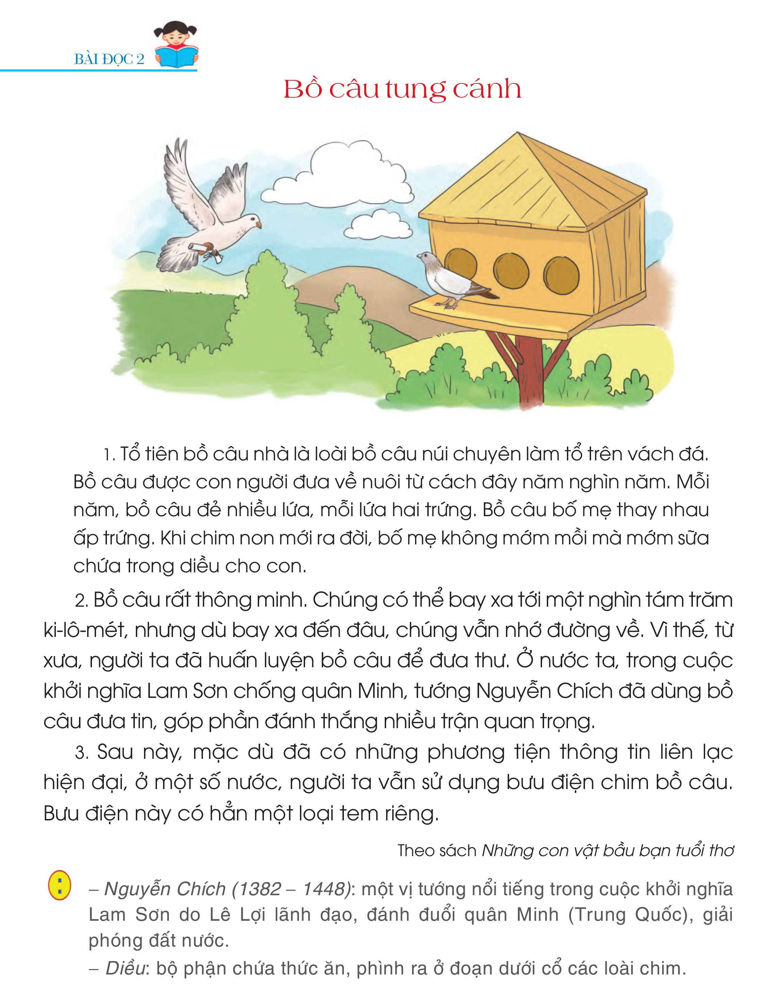 BÀI ĐỌC 2
Bồ câu tung cánh
1. Tổ tiên bồ câu nhà là loài bồ câu núi chuyên làm tổ trên vách đá.
Bồ câu được con người đưa về nuôi từ cách đây năm nghìn năm. Mỗi
năm, bồ câu đẻ nhiều lứa, mỗi lứa hai trứng. Bồ câu bố mẹ thay nhau
ấp trứng. Khi chim non mới ra đời, bố mẹ không mớm mồi mà mớm sữa
chứa trong diều cho con.
2. Bồ câu rất thông minh. Chúng có thể bay xa tới một nghìn tám trăm
ki-lô-mét, nhưng dù bay xa đến đâu, chúng vẫn nhớ đường về. Vì thế, từ
xưa, người ta đã huấn luyện bồ câu để đưa thư. Ở nước ta, trong cuộc
khởi nghĩa Lam Sơn chống quân Minh, tướng Nguyễn Chích đã dùng bồ
câu đưa tin, góp phần đánh thắng nhiều trận quan trọng.
3. Sau này, mặc dù đã có những phương tiện thông tin liên lạc
hiện đại, ở một số nước, người ta vẫn sử dụng bưu điện chim bồ câu.
Bưu điện này có hẳn một loại tem riêng.
Theo sách Những con vật bầu bạn tuổi thơ
– Nguyễn Chích (1382 – 1448): một vị tướng nổi tiếng trong cuộc khởi nghĩa
Lam Sơn do Lê Lợi lãnh đạo, đánh đuổi quân Minh (Trung Quốc), giải
phóng đất nước.
– Diều: bộ phận chứa thức ăn, phình ra ở đoạn dưới cổ các loài chim.